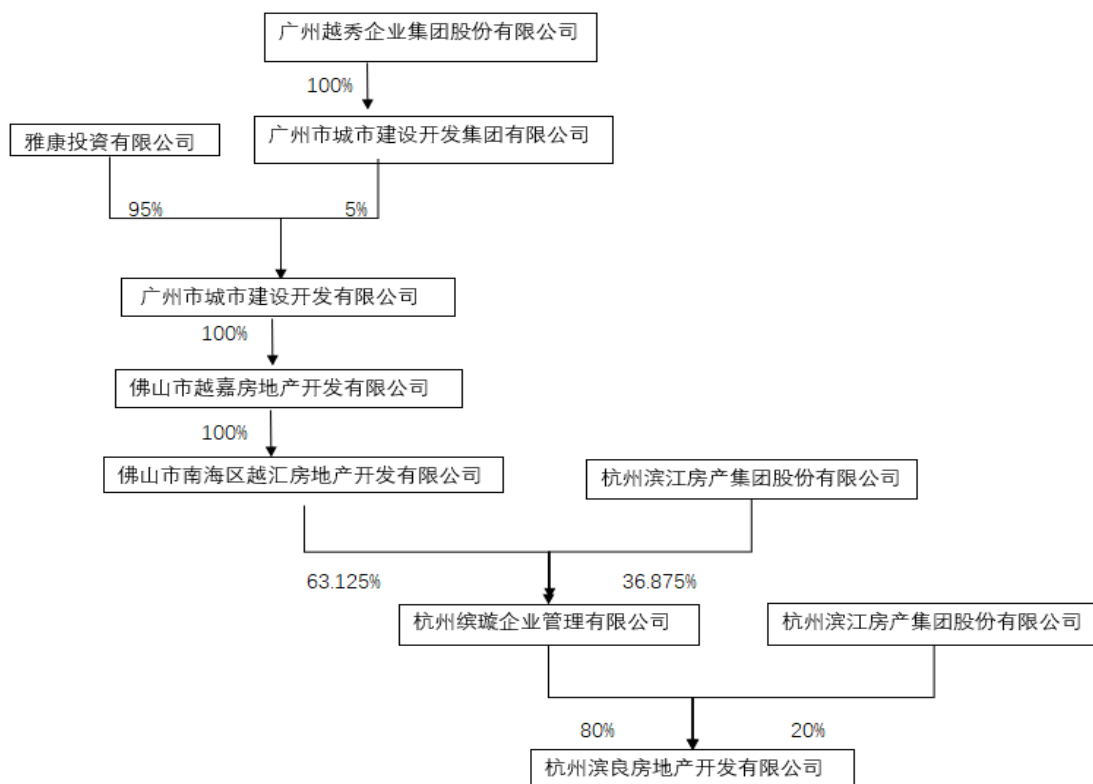 广州越秀企业集团股份有限公司
100%
雅康投资有限公司
广州市城市建设开发集团有限公司
95%
5%
广州市城市建设开发有限公司
100%
佛山市越嘉房地产开发有限公司
100%
佛山市南海区越汇房地产开发有限公司
杭州滨江房产集团股份有限公司
63.125%
36.875%
杭州缤璇企业管理有限公司
杭州滨江房产集团股份有限公司
80%
20%
杭州滨良房地产开发有限公司